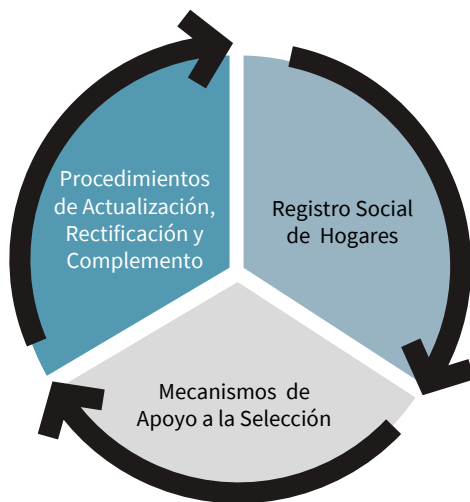 Procedimientos
de Actualización,
Rectificación y
Complemento
Registro Social
de Hogares
Mecanismos de
Apoyo a la Selección